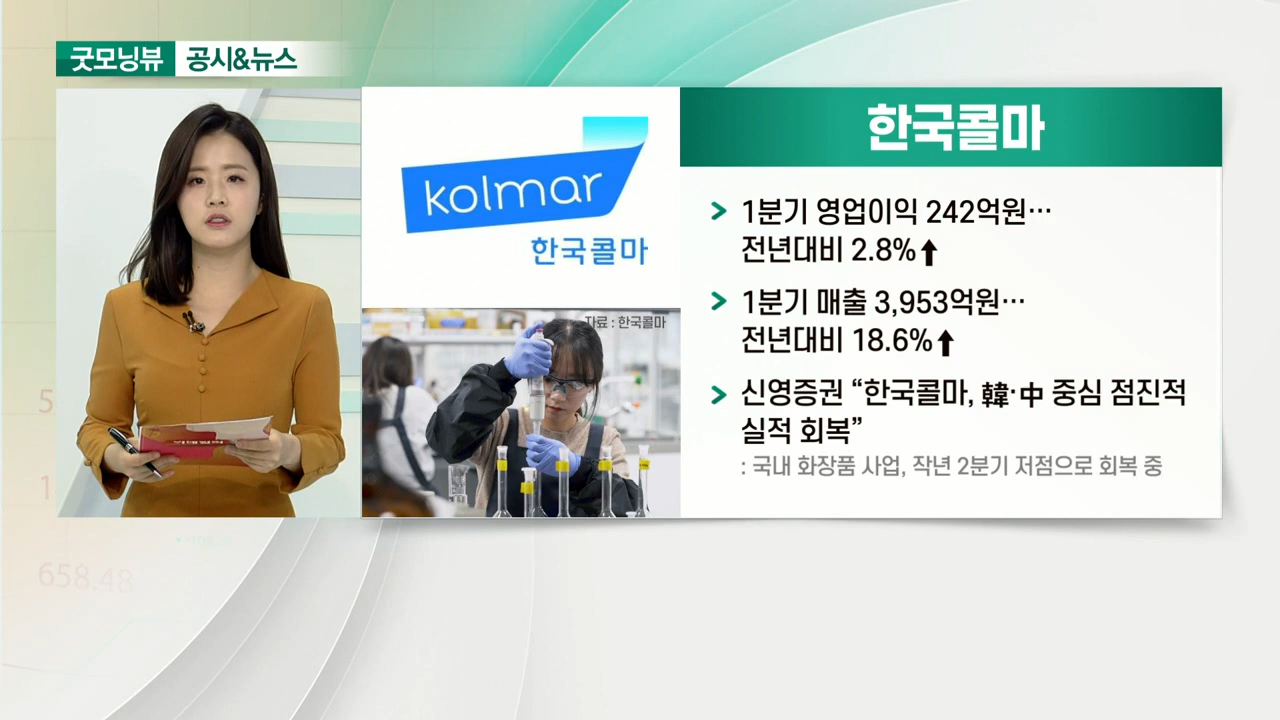 굿모닝뷰 공시&뉴스
kolmar
한국콜마
자료 : 한국콜마
한국콜마
1분기 영업이익 242억원…
전년대비 2.8%⬆
1분기 매출 3,953억원…
전년대비 18.6%⬆
신영증권 “한국콜마, 韓·中 중심 점진적
실적 회복”
: 국내 화장품 사업, 작년 2분기 저점으로 회복 중
658.48